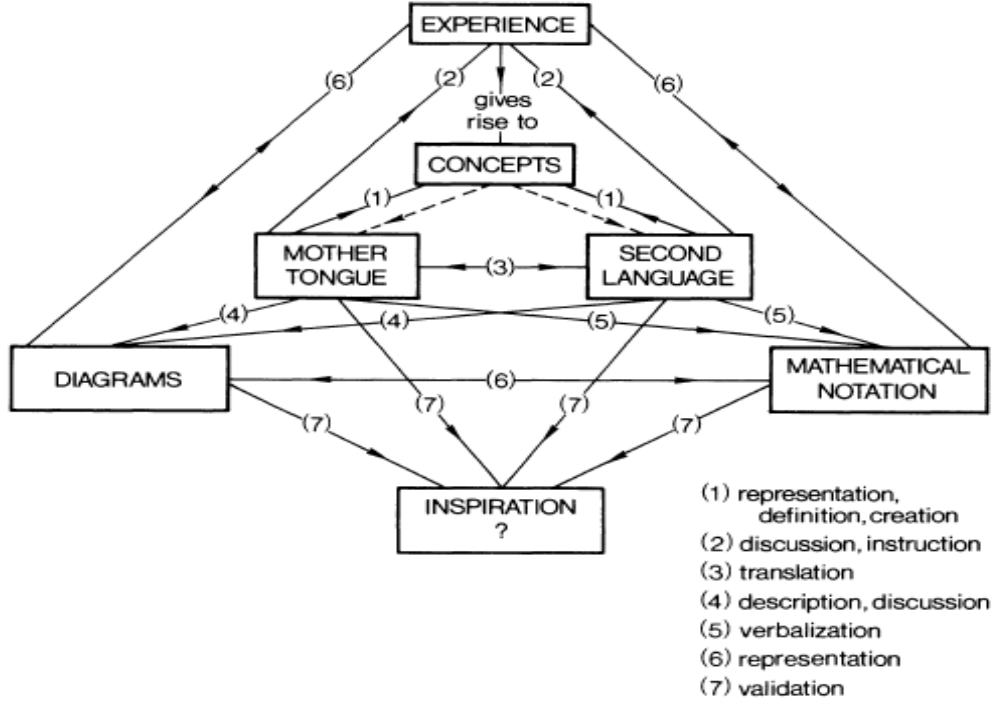 EXPERIENCE
(6)
(2)
(2)
(6)
gives
rise to
CONCEPTS
(1)
(1)
MOTHER
TONGUE
(3)
SECOND
LANGUAGE
(4)
(4)
(5)
(5)
DIAGRAMS
(6)
MATHEMATICAL
NOTATION
(7)
(7)
(7)
(7)
INSPIRATION
?
(1) representation,
definition, creation
(2) discussion, instruction
(3) translation
(4) description, discussion
(5) verbalization
(6) representation
(7) validation